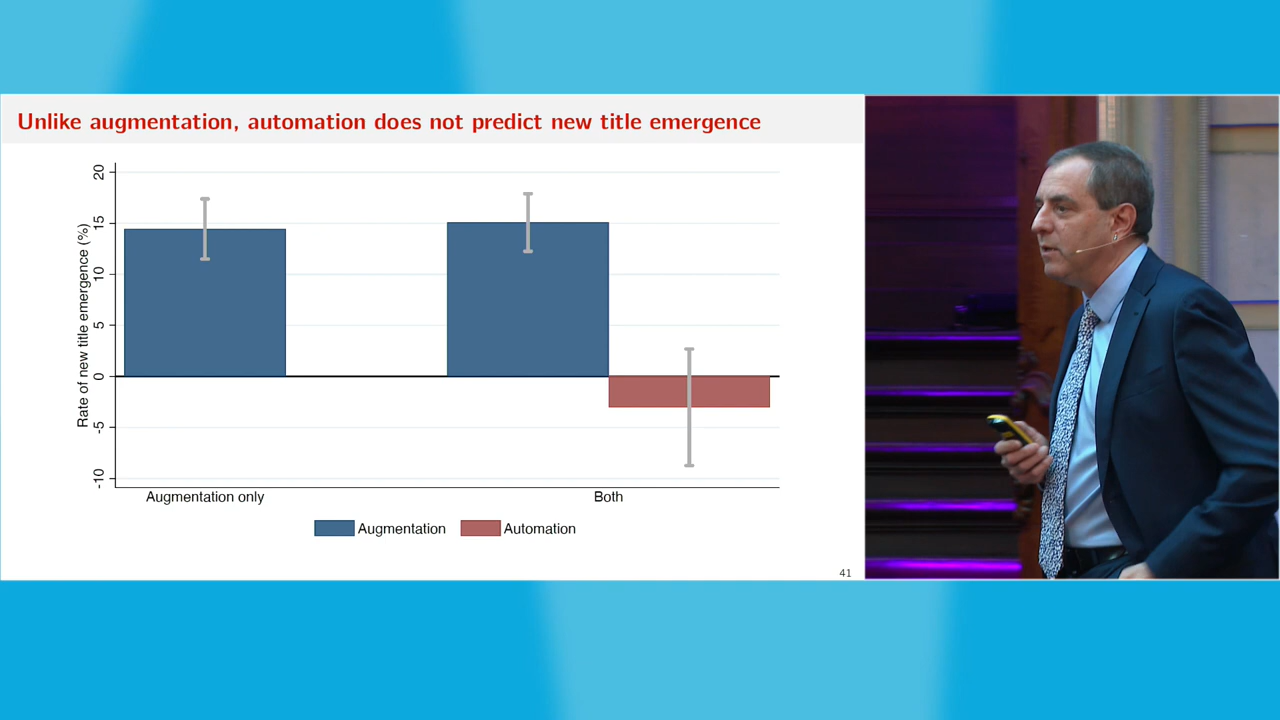 Unlike augmentation, automation does not predict new title emergence
Rate of new title emergence (%)
20
15
10
5
0
-5
-10
Augmentation only
Both
Augmentation
Automation
41